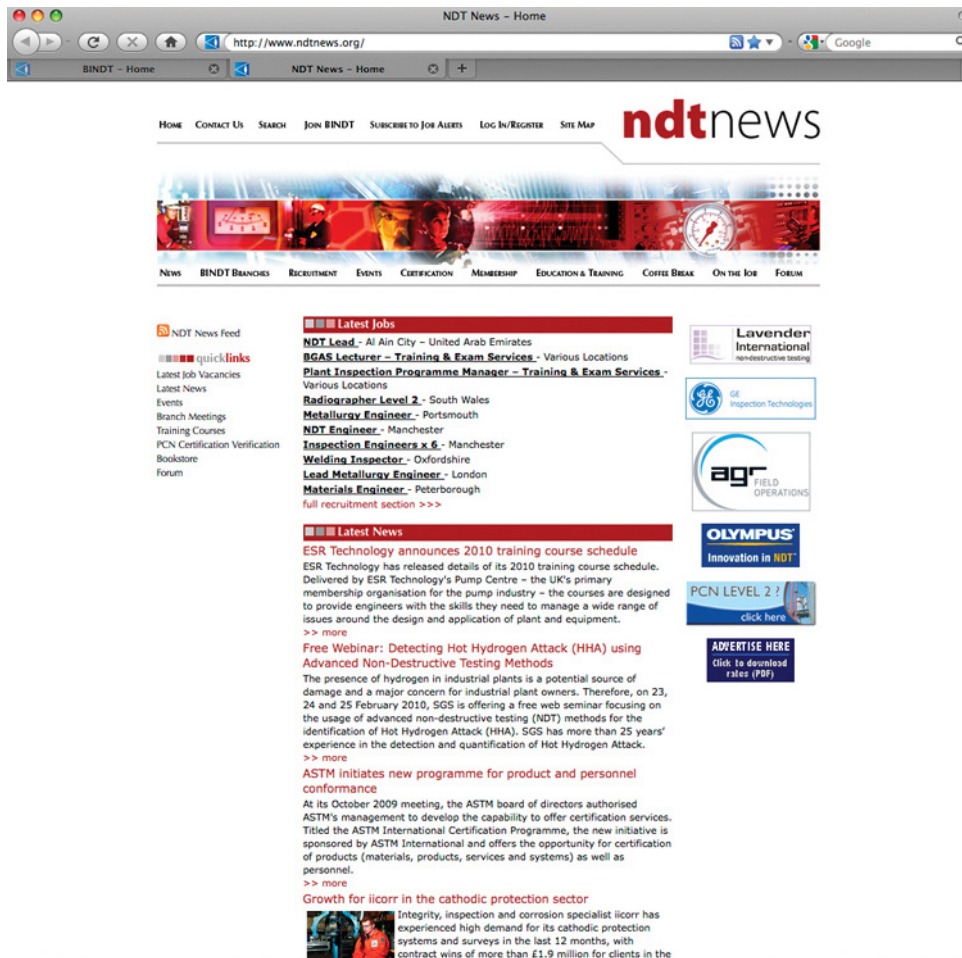 NDT News – Home
http://www.ndtnews.org/
Google
BINDT – Home
NDT News – Home
Home Contact Us Search Join BINDT Subscribe to Job Alerts Log In/Register Site Map
ndtnews
News BINDT Branches Recruitment Events Certification Membership Education & Training Coffee Break On the Job Forum
NDT News Feed
quicklinks
Latest Job Vacancies
Latest News
Events
Branch Meetings
Training Courses
PCN Certification Verification
Bookstore
Forum
Latest Jobs
NDT Lead - Al Ain City – United Arab Emirates
BGAS Lecturer – Training & Exam Services - Various Locations
Plant Inspection Programme Manager – Training & Exam Services -
Various Locations
Radiographer Level 2 - South Wales
Metallurgy Engineer - Portsmouth
NDT Engineer - Manchester
Inspection Engineers x 6 - Manchester
Welding Inspector - Oxfordshire
Lead Metallurgy Engineer - London
Materials Engineer - Peterborough
full recruitment section >>>
Latest News
ESR Technology announces 2010 training course schedule
ESR Technology has released details of its 2010 training course schedule.
Delivered by ESR Technology's Pump Centre – the UK's primary
membership organisation for the pump industry – the courses are designed
to provide engineers with the skills they need to manage a wide range of
issues around the design and application of plant and equipment.
>> more
Free Webinar: Detecting Hot Hydrogen Attack (HHA) using
Advanced Non-Destructive Testing Methods
The presence of hydrogen in industrial plants is a potential source of
damage and a major concern for industrial plant owners. Therefore, on 23,
24 and 25 February 2010, SGS is offering a free web seminar focusing on
the usage of advanced non-destructive testing (NDT) methods for the
identification of Hot Hydrogen Attack (HHA). SGS has more than 25 years'
experience in the detection and quantification of Hot Hydrogen Attack.
>> more
ASTM initiates new programme for product and personnel
conformance
At its October 2009 meeting, the ASTM board of directors authorised
ASTM's management to develop the capability to offer certification services.
Titled the ASTM International Certification Programme, the new initiative is
sponsored by ASTM International and offers the opportunity for certification
of products (materials, products, services and systems) as well as
personnel.
>> more
Growth for iicorr in the cathodic protection sector
Integrity, inspection and corrosion specialist iicorr has
experienced high demand for its cathodic protection
systems and surveys in the last 12 months, with
contract wins of more than £1.9 million for clients in the
Lavender
International
non-destructive testing
GE
Inspection Technologies
agr FIELD
OPERATIONS
OLYMPUS
Innovation in NDT™
PCN LEVEL 2 ?
click here
ADVERTISE HERE
Click to download
rates (PDF)